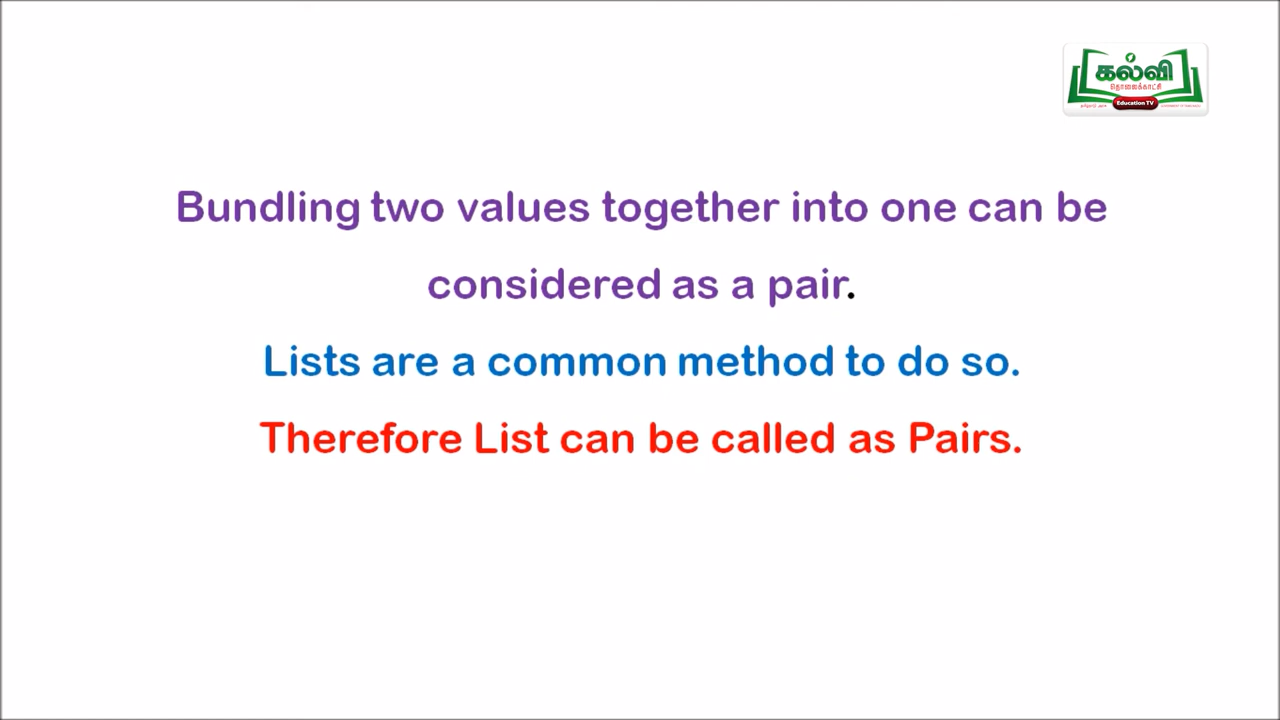 கல்வி
தொலைக்காட்சி
Education TV
Bundling two values together into one can be
considered as a pair.
Lists are a common method to do so.
Therefore List can be called as Pairs.